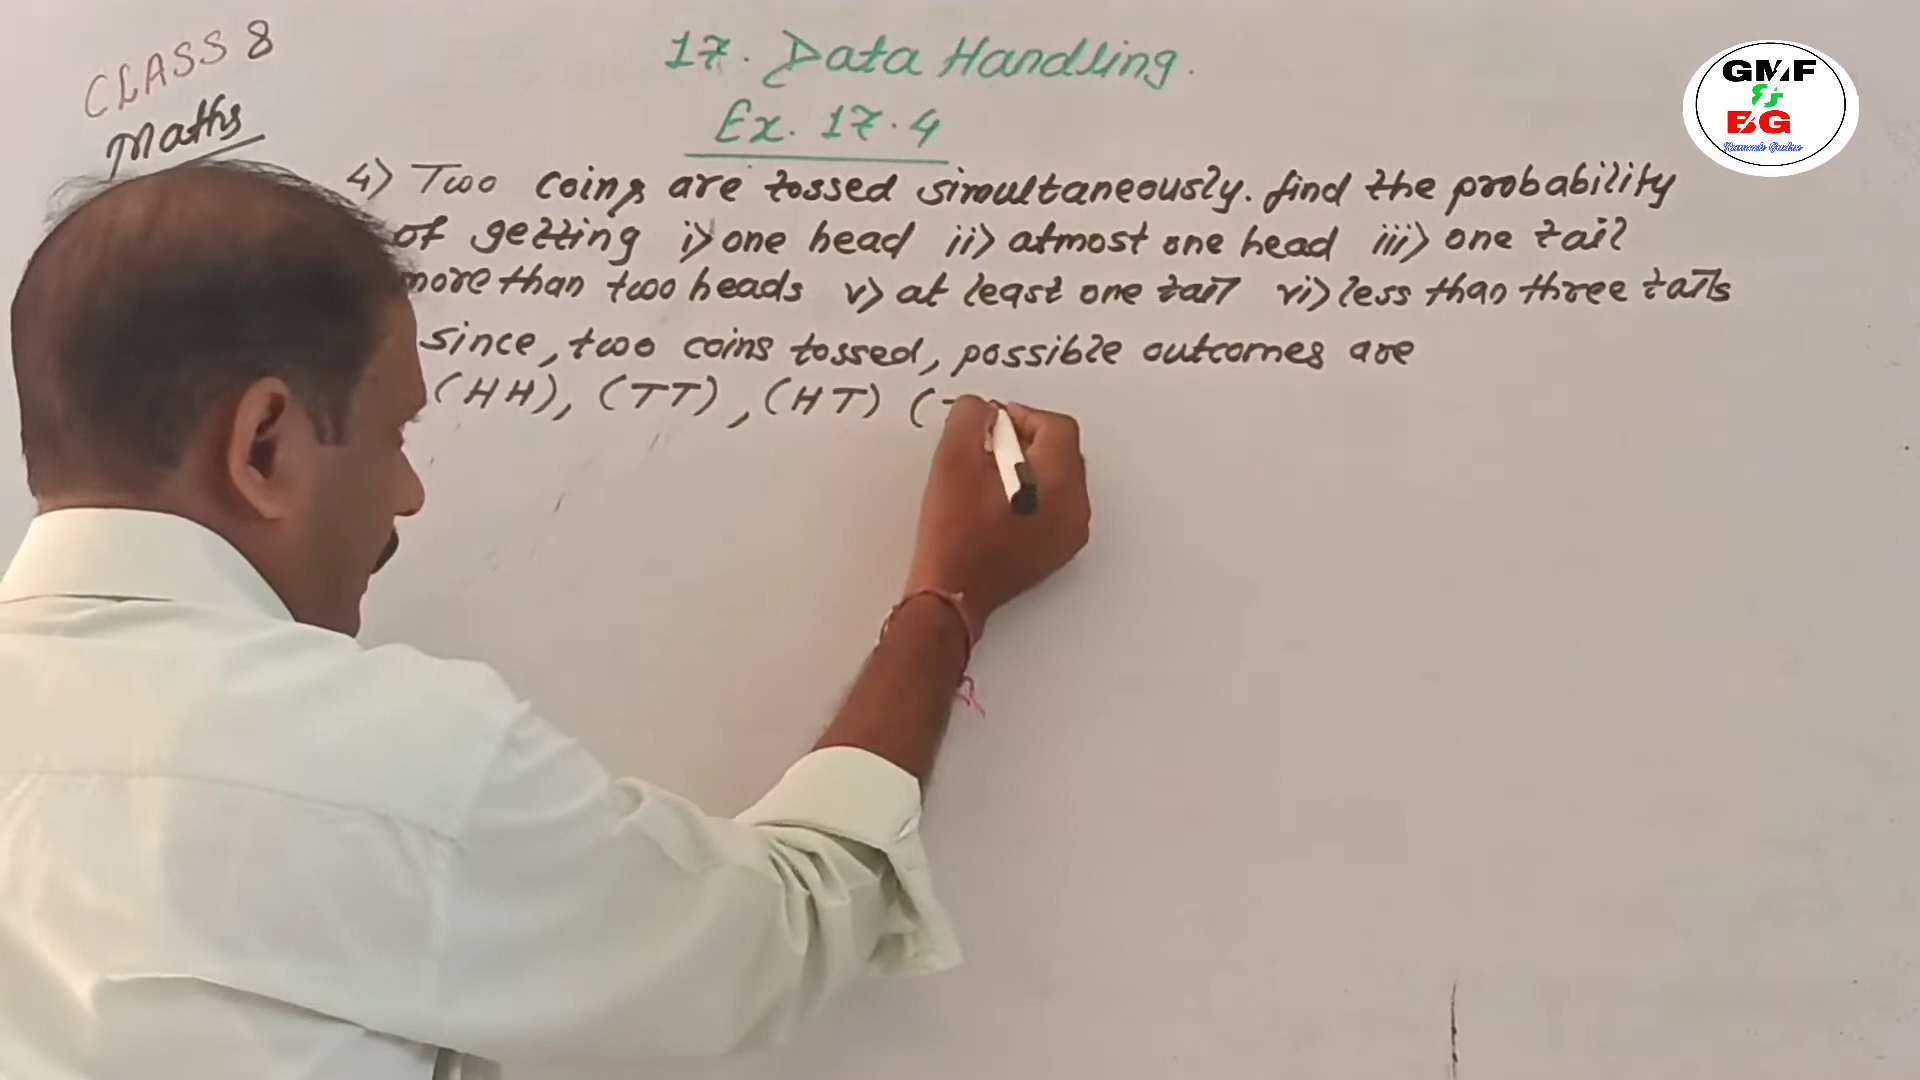 CLASS 8
Maths
17. Data Handling.
Ex. 17.4
4) Two coins are tossed simultaneously. find the probability
of getting i) one head ii) atmost one head iii) one tail
more than two heads v) at least one tail vi) less than three tails
since, two coins tossed, possible outcomes are
(HH), (TT), (HT) (T
GMF
BG